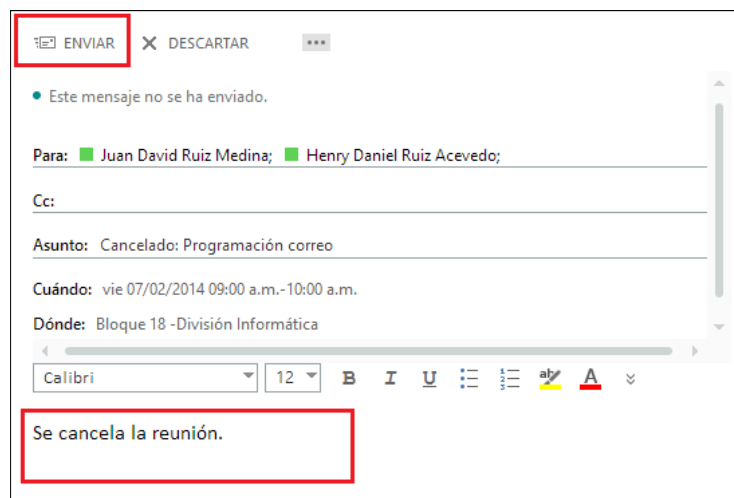 ENVIAR DESCARTAR
Este mensaje no se ha enviado.
Para: Juan David Ruiz Medina; Henry Daniel Ruiz Acevedo;
Cc:
Asunto: Cancelado: Programación correo
Cuándo: vie 07/02/2014 09:00 a.m.-10:00 a.m.
Dónde: Bloque 18 -División Informática
Calibri 12 B I U ab A
Se cancela la reunión.